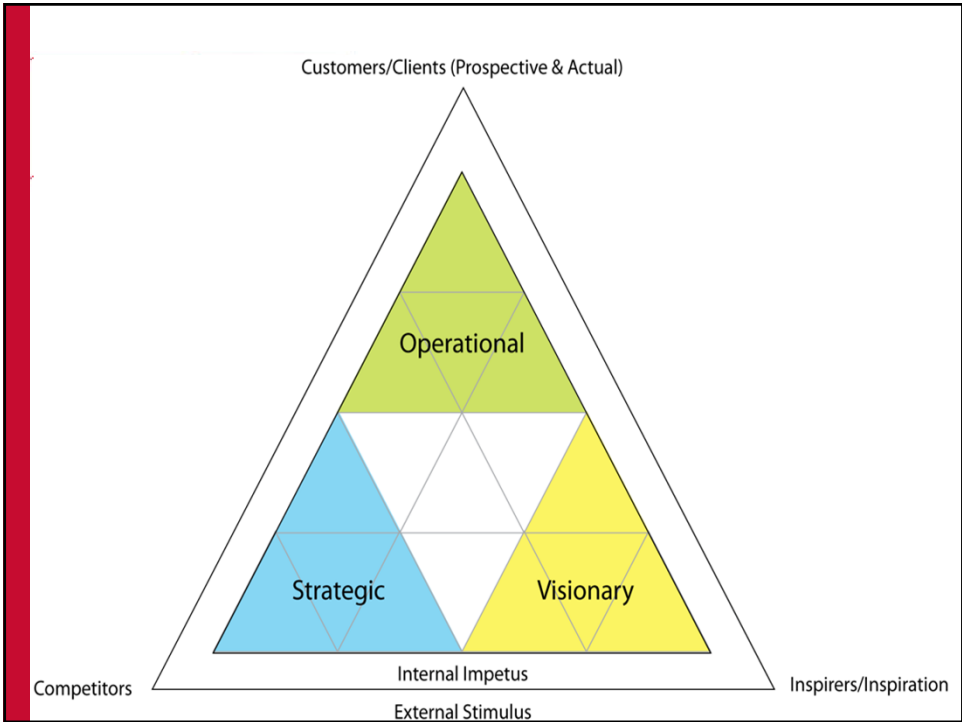 Customers/Clients (Prospective & Actual)
Operational
Strategic
Visionary
Internal Impetus
Competitors
Inspirers/Inspiration
External Stimulus